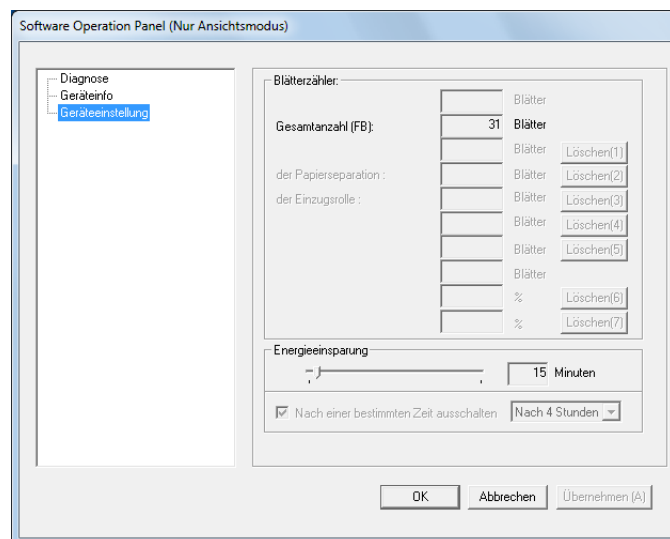 Software Operation Panel (Nur Ansichtsmodus)
Diagnose
Geräteinfo
Geräteeinstellung
Blätterzähler:
Blätter
Gesamtanzahl (FB): 31 Blätter
Blätter Löschen(1)
der Papierseparation : Blätter Löschen(2)
der Einzugsrolle : Blätter Löschen(3)
Blätter Löschen(4)
Blätter Löschen(5)
Blätter
% Löschen(6)
% Löschen(7)
Energieeinsparung
15 Minuten
Nach einer bestimmten Zeit ausschalten Nach 4 Stunden
OK Abbrechen Übernehmen (A)